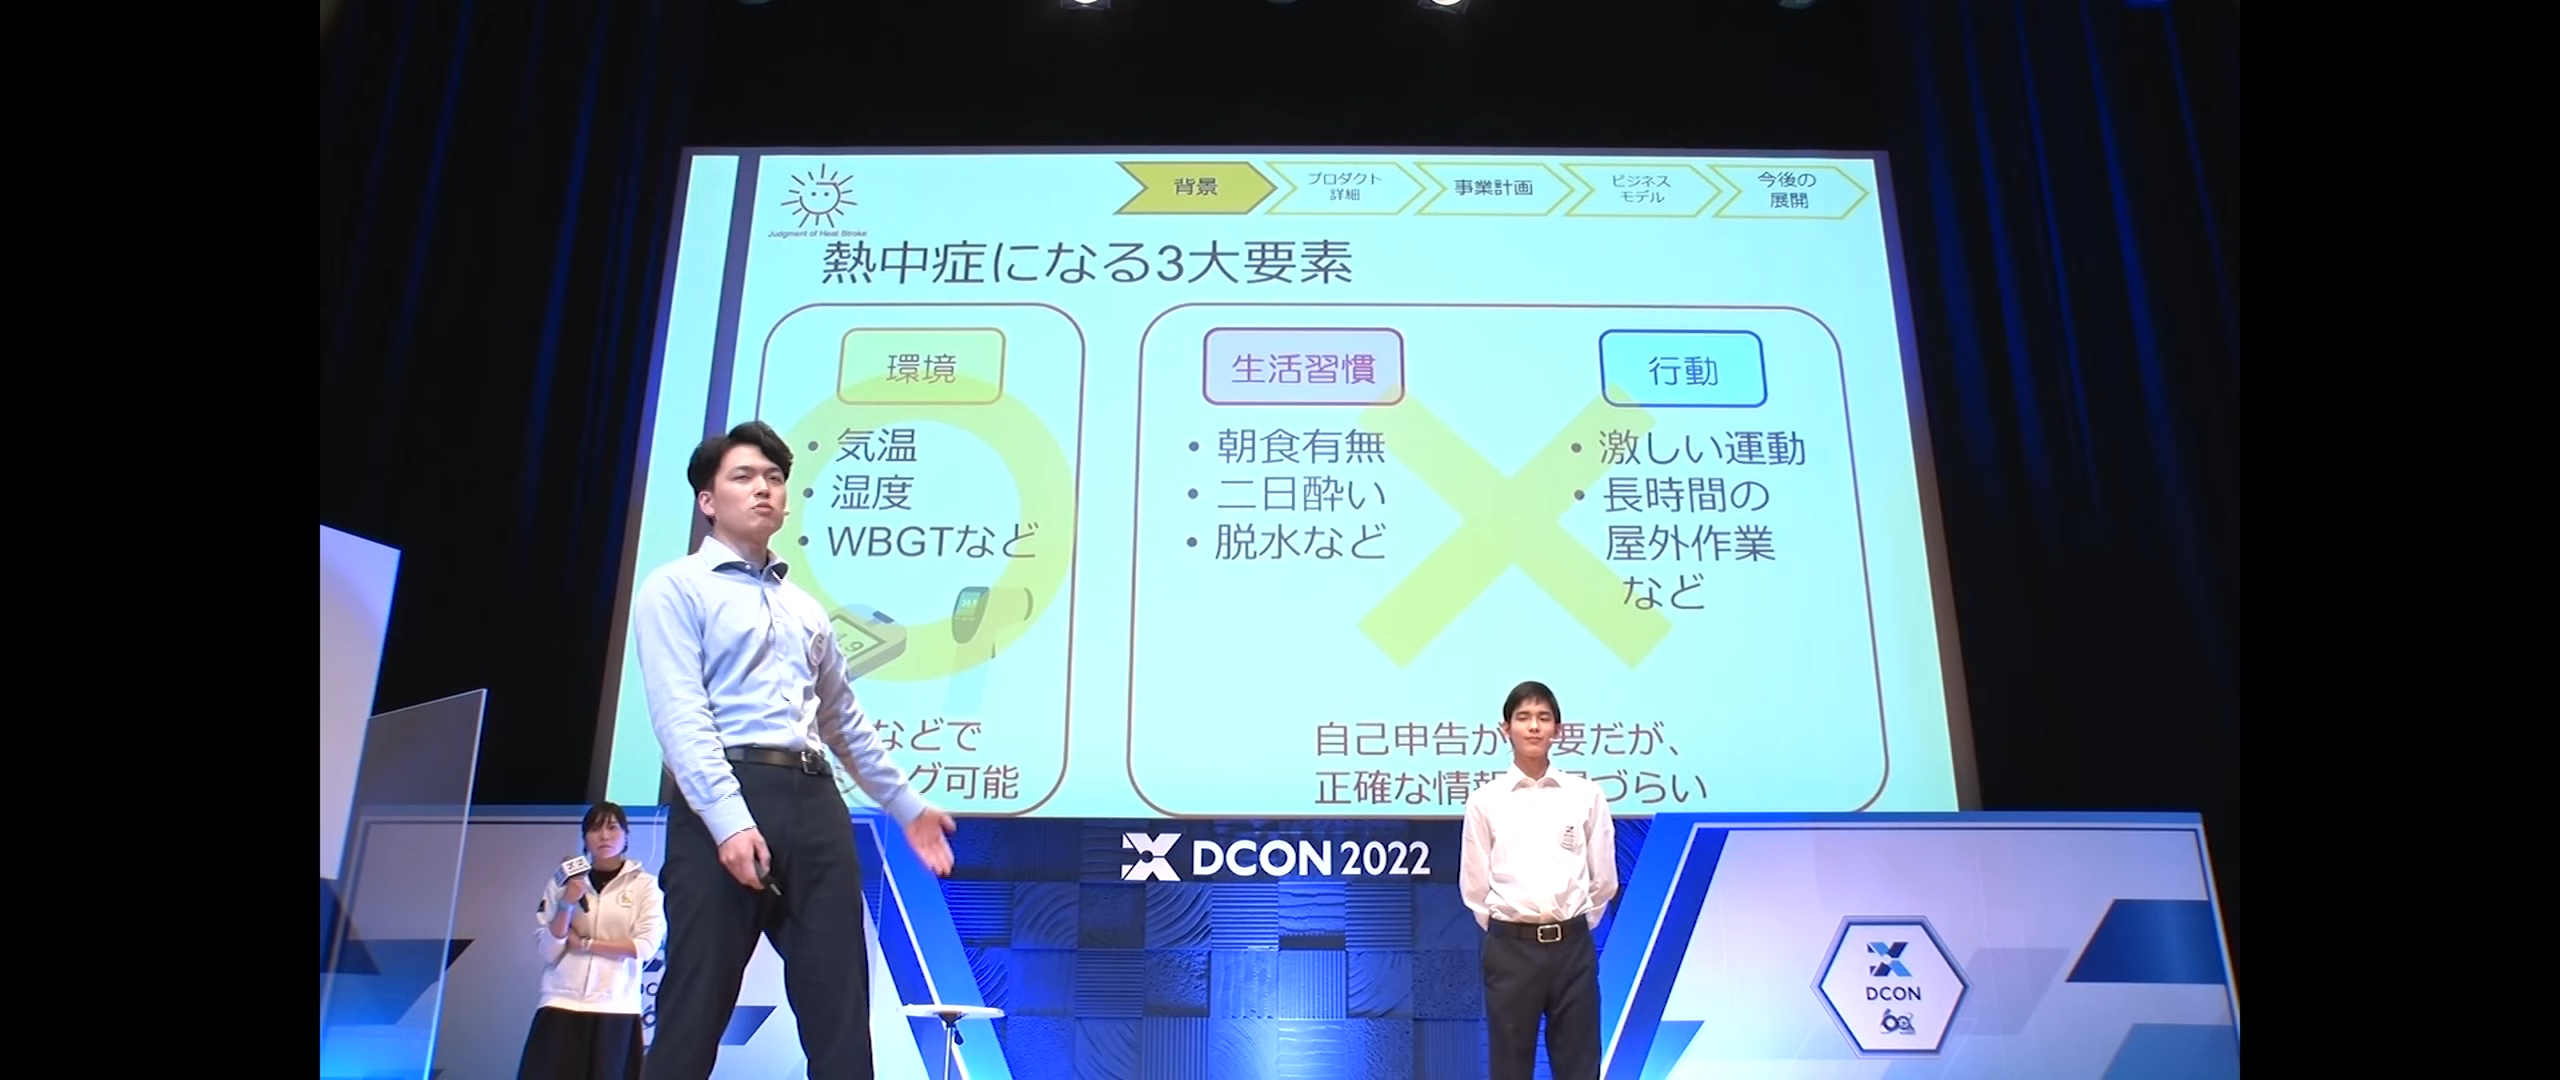 背景
プロダクト
詳細
事業計画
ビジネス
モデル
今後の
展開
Judgment of Heat Stroke
熱中症になる3大要素
環境
• 気温
• 湿度
• WBGTなど
生活習慣
• 朝食有無
• 二日酔い
• 脱水など
行動
• 激しい運動
• 長時間の
屋外作業
など
などで
グ可能
自己申告が 要だが、
正確な情 づらい
DCON 2022
DCON